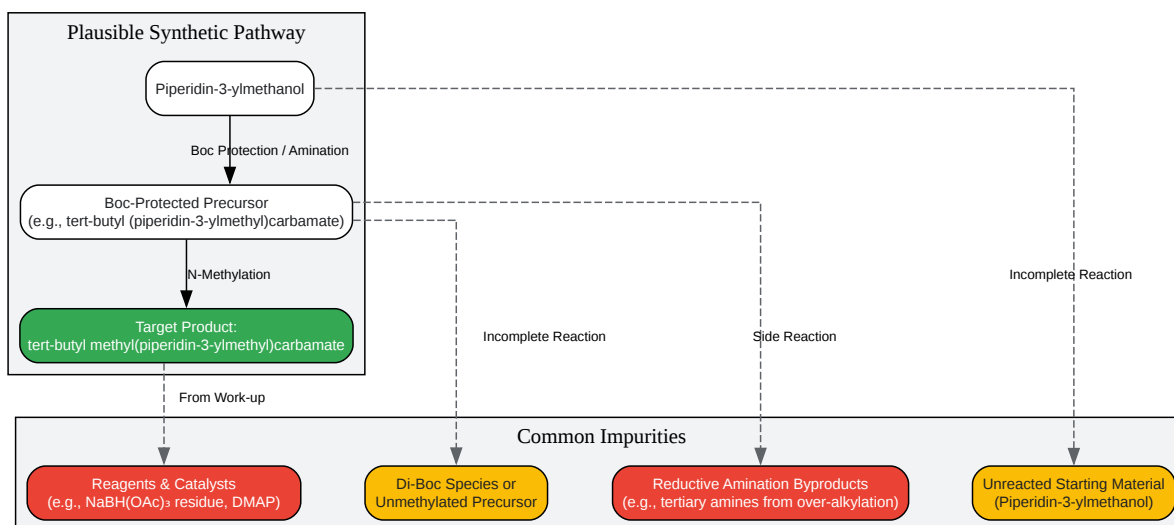 Plausible Synthetic Pathway
Piperidin-3-ylmethanol
Boc Protection / Amination
Boc-Protected Precursor
(e.g., tert-butyl (piperidin-3-ylmethyl)carbamate)
N-Methylation
Incomplete Reaction
Target Product:
tert-butyl methyl(piperidin-3-ylmethyl)carbamate
Incomplete Reaction
Side Reaction
From Work-up
Common Impurities
Reagents & Catalysts
(e.g., NaBH(OAc)₃ residue, DMAP)
Di-Boc Species or
Unmethylated Precursor
Reductive Amination Byproducts
(e.g., tertiary amines from over-alkylation)
Unreacted Starting Material
(Piperidin-3-ylmethanol)